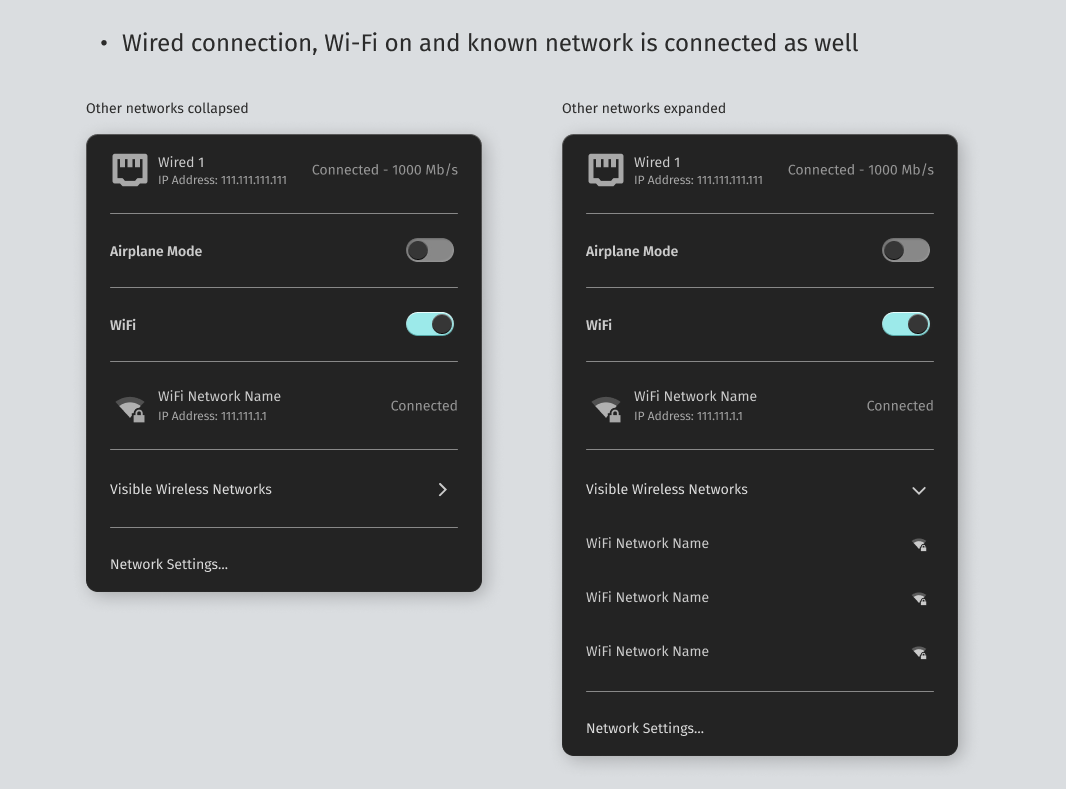 • Wired connection, Wi-Fi on and known network is connected as well
Other networks collapsed
Wired 1
IP Address: 111.111.111.111
Connected - 1000 Mb/s
Airplane Mode
WiFi
WiFi Network Name
IP Address: 111.111.1.1
Connected
Visible Wireless Networks
Network Settings...
Other networks expanded
Wired 1
IP Address: 111.111.111.111
Connected - 1000 Mb/s
Airplane Mode
WiFi
WiFi Network Name
IP Address: 111.111.1.1
Connected
Visible Wireless Networks
WiFi Network Name
WiFi Network Name
WiFi Network Name
Network Settings...